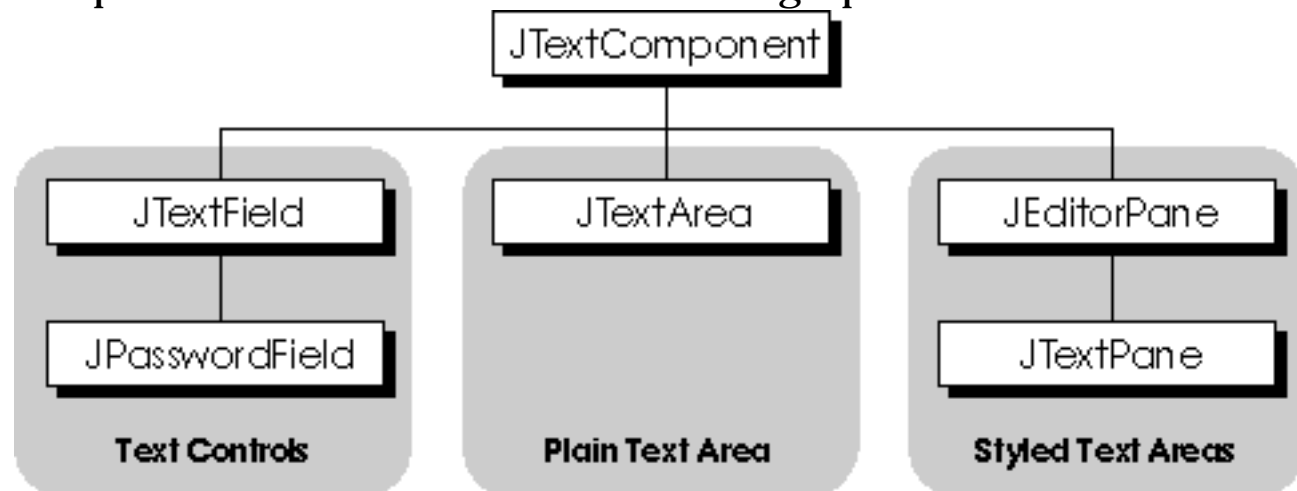 JTextComponent
JTextField
JTextArea
JEditorPane
JPasswordField
JTextPane
Text Controls
Plain Text Area
Styled Text Areas